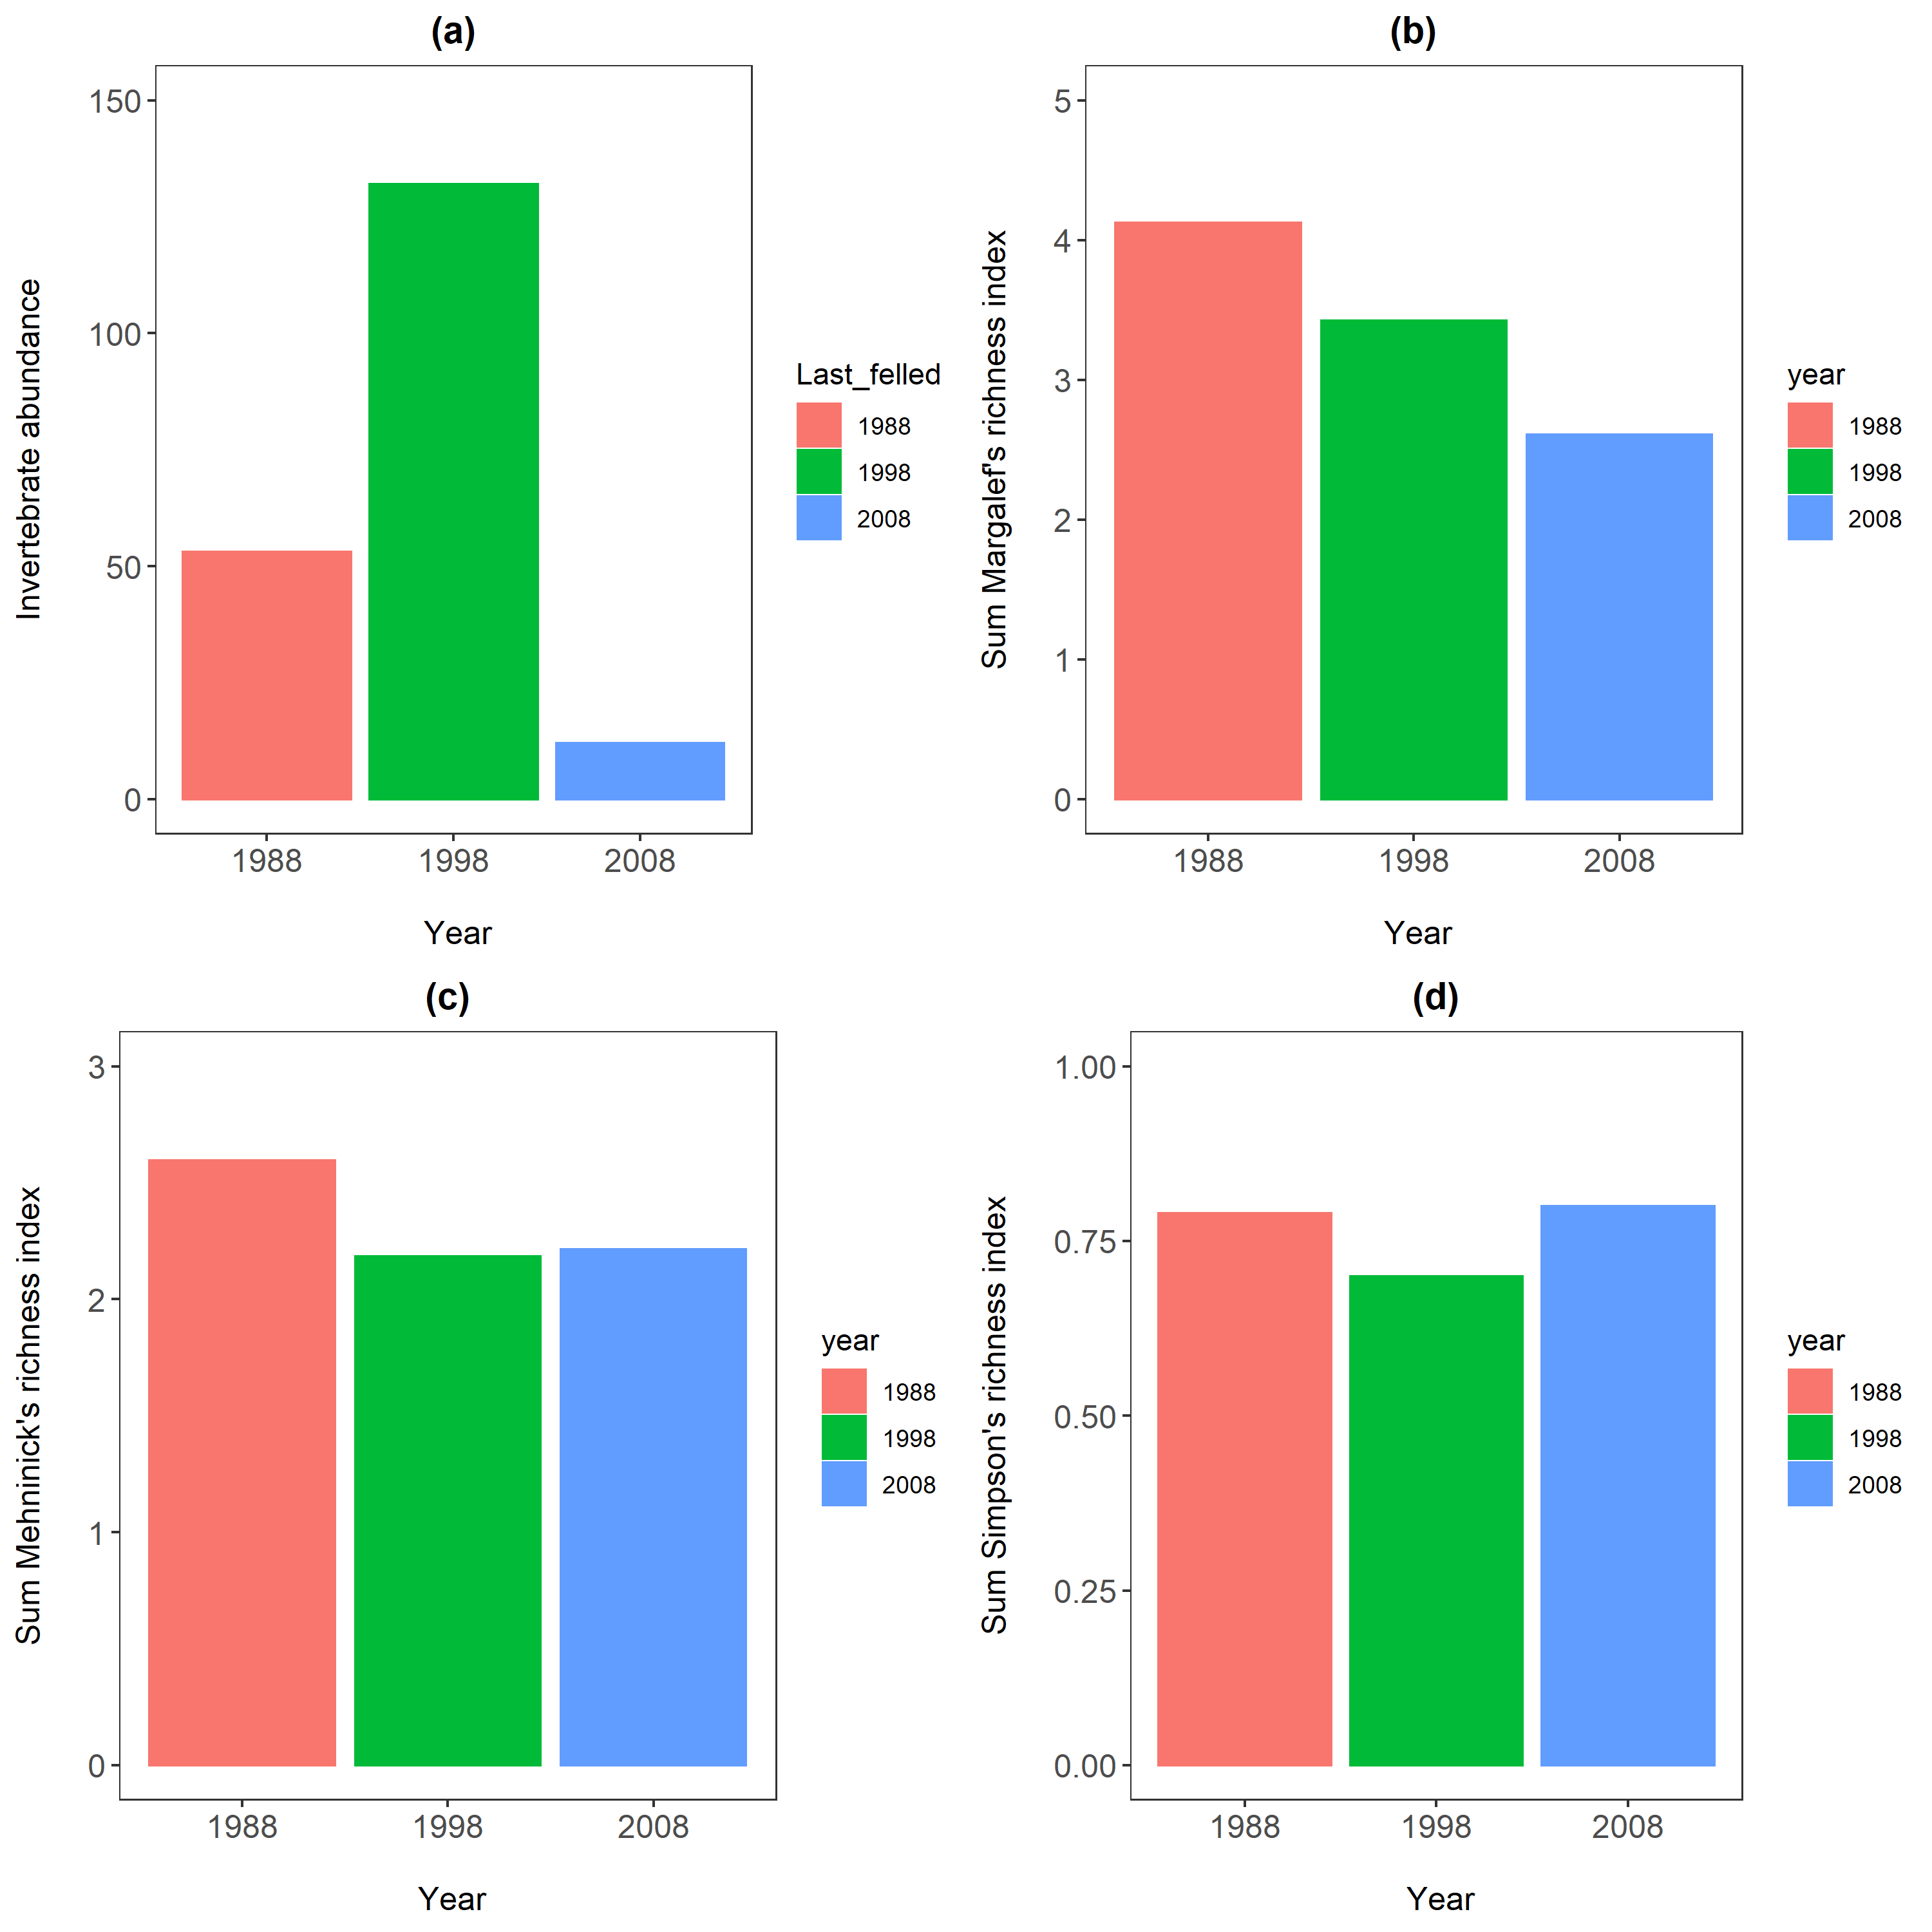 (a)
Invertebrate abundance
150
100
50
0
1988
1998
2008
Year
Last_felled
1988
1998
2008
(b)
Sum Margalef's richness index
5
4
3
2
1
0
1988
1998
2008
Year
year
1988
1998
2008
(c)
Sum Mehninick's richness index
3
2
1
0
1988
1998
2008
Year
year
1988
1998
2008
(d)
Sum Simpson's richness index
1.00
0.75
0.50
0.25
0.00
1988
1998
2008
Year
year
1988
1998
2008